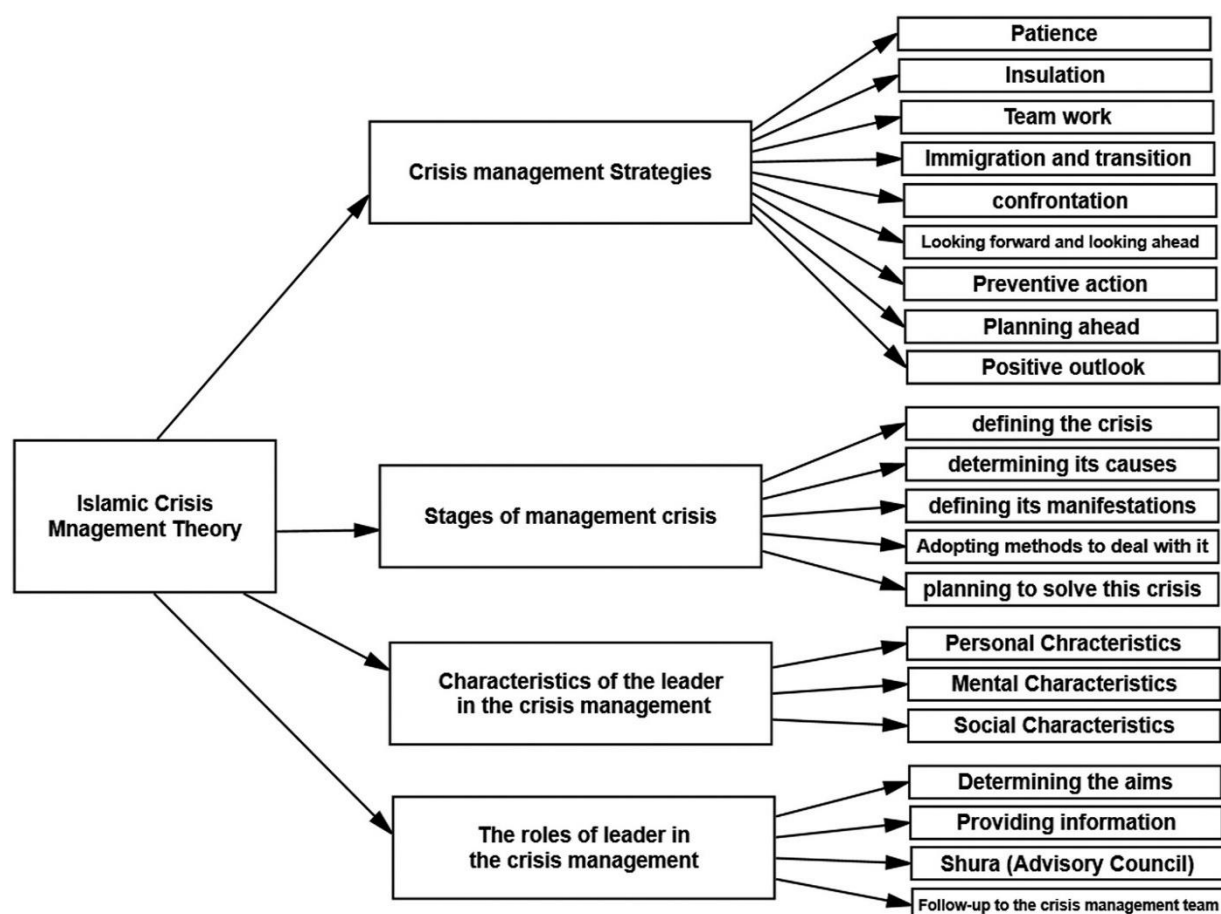 Islamic Crisis
Mnagement Theory
Crisis management Strategies
Patience
Insulation
Team work
Immigration and transition
confrontation
Looking forward and looking ahead
Preventive action
Planning ahead
Positive outlook
Stages of management crisis
defining the crisis
determining its causes
defining its manifestations
Adopting methods to deal with it
planning to solve this crisis
Characteristics of the leader
in the crisis management
Personal Chracteristics
Mental Characteristics
Social Characteristics
The roles of leader in
the crisis management
Determining the aims
Providing information
Shura (Advisory Council)
Follow-up to the crisis management team